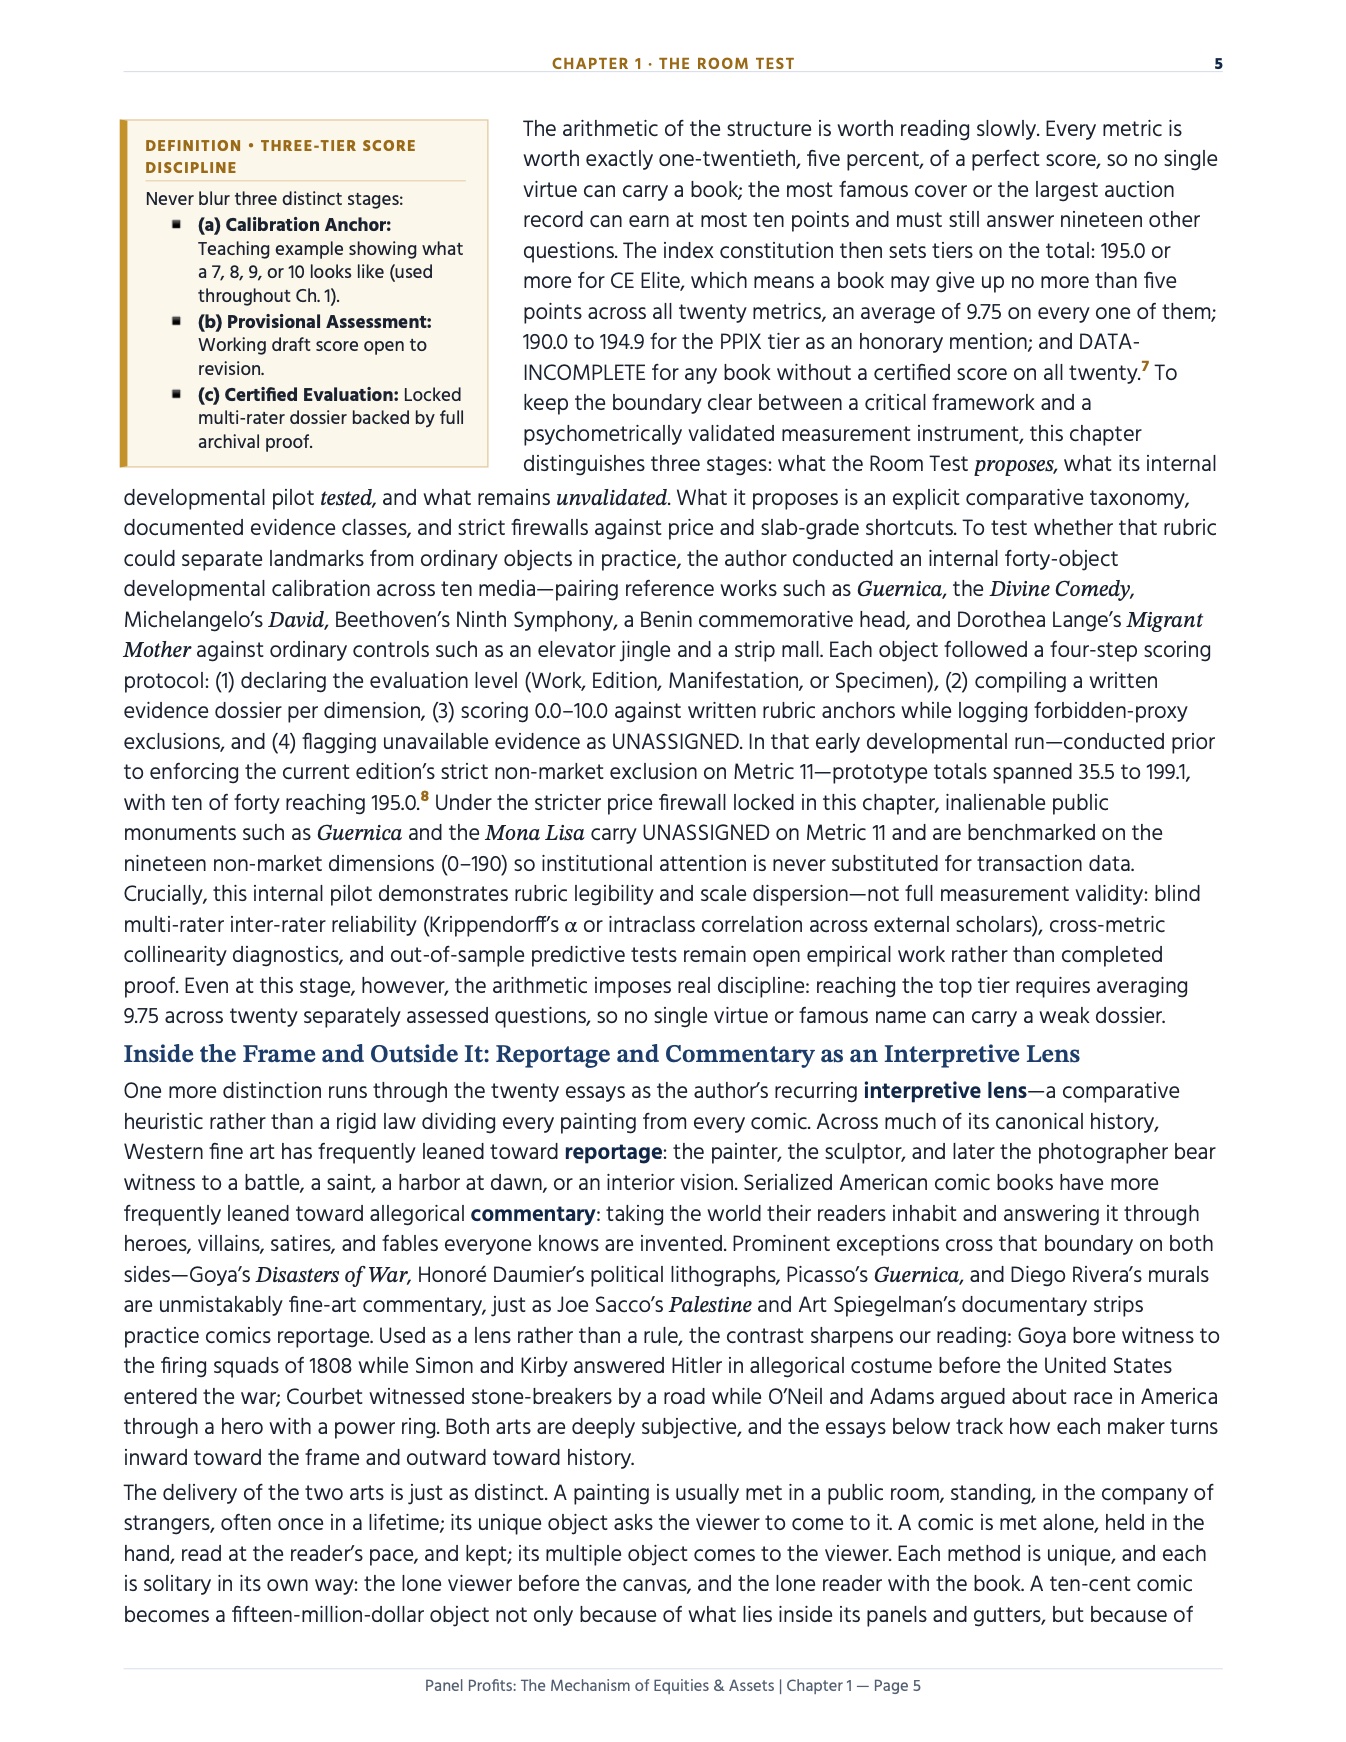 CHAPTER 1 · THE ROOM TEST
5
DEFINITION • THREE-TIER SCORE
DISCIPLINE
Never blur three distinct stages:
▪ (a) Calibration Anchor:
Teaching example showing what
a 7, 8, 9, or 10 looks like (used
throughout Ch. 1).
▪ (b) Provisional Assessment:
Working draft score open to
revision.
▪ (c) Certified Evaluation: Locked
multi-rater dossier backed by full
archival proof.
The arithmetic of the structure is worth reading slowly. Every metric is
worth exactly one-twentieth, five percent, of a perfect score, so no single
virtue can carry a book; the most famous cover or the largest auction
record can earn at most ten points and must still answer nineteen other
questions. The index constitution then sets tiers on the total: 195.0 or
more for CE Elite, which means a book may give up no more than five
points across all twenty metrics, an average of 9.75 on every one of them;
190.0 to 194.9 for the PPIX tier as an honorary mention; and DATA-
INCOMPLETE for any book without a certified score on all twenty.7 To
keep the boundary clear between a critical framework and a
psychometrically validated measurement instrument, this chapter
distinguishes three stages: what the Room Test proposes, what its internal
developmental pilot tested, and what remains unvalidated. What it proposes is an explicit comparative taxonomy,
documented evidence classes, and strict firewalls against price and slab-grade shortcuts. To test whether that rubric
could separate landmarks from ordinary objects in practice, the author conducted an internal forty-object
developmental calibration across ten media—pairing reference works such as Guernica, the Divine Comedy,
Michelangelo’s David, Beethoven’s Ninth Symphony, a Benin commemorative head, and Dorothea Lange’s Migrant
Mother against ordinary controls such as an elevator jingle and a strip mall. Each object followed a four-step scoring
protocol: (1) declaring the evaluation level (Work, Edition, Manifestation, or Specimen), (2) compiling a written
evidence dossier per dimension, (3) scoring 0.0–10.0 against written rubric anchors while logging forbidden-proxy
exclusions, and (4) flagging unavailable evidence as UNASSIGNED. In that early developmental run—conducted prior
to enforcing the current edition’s strict non-market exclusion on Metric 11—prototype totals spanned 35.5 to 199.1,
with ten of forty reaching 195.0.8 Under the stricter price firewall locked in this chapter, inalienable public
monuments such as Guernica and the Mona Lisa carry UNASSIGNED on Metric 11 and are benchmarked on the
nineteen non-market dimensions (0–190) so institutional attention is never substituted for transaction data.
Crucially, this internal pilot demonstrates rubric legibility and scale dispersion—not full measurement validity: blind
multi-rater inter-rater reliability (Krippendorff’s α or intraclass correlation across external scholars), cross-metric
collinearity diagnostics, and out-of-sample predictive tests remain open empirical work rather than completed
proof. Even at this stage, however, the arithmetic imposes real discipline: reaching the top tier requires averaging
9.75 across twenty separately assessed questions, so no single virtue or famous name can carry a weak dossier.
Inside the Frame and Outside It: Reportage and Commentary as an Interpretive Lens
One more distinction runs through the twenty essays as the author’s recurring interpretive lens—a comparative
heuristic rather than a rigid law dividing every painting from every comic. Across much of its canonical history,
Western fine art has frequently leaned toward reportage: the painter, the sculptor, and later the photographer bear
witness to a battle, a saint, a harbor at dawn, or an interior vision. Serialized American comic books have more
frequently leaned toward allegorical commentary: taking the world their readers inhabit and answering it through
heroes, villains, satires, and fables everyone knows are invented. Prominent exceptions cross that boundary on both
sides—Goya’s Disasters of War, Honoré Daumier’s political lithographs, Picasso’s Guernica, and Diego Rivera’s murals
are unmistakably fine-art commentary, just as Joe Sacco’s Palestine and Art Spiegelman’s documentary strips
practice comics reportage. Used as a lens rather than a rule, the contrast sharpens our reading: Goya bore witness to
the firing squads of 1808 while Simon and Kirby answered Hitler in allegorical costume before the United States
entered the war; Courbet witnessed stone-breakers by a road while O’Neil and Adams argued about race in America
through a hero with a power ring. Both arts are deeply subjective, and the essays below track how each maker turns
inward toward the frame and outward toward history.
The delivery of the two arts is just as distinct. A painting is usually met in a public room, standing, in the company of
strangers, often once in a lifetime; its unique object asks the viewer to come to it. A comic is met alone, held in the
hand, read at the reader’s pace, and kept; its multiple object comes to the viewer. Each method is unique, and each
is solitary in its own way: the lone viewer before the canvas, and the lone reader with the book. A ten-cent comic
becomes a fifteen-million-dollar object not only because of what lies inside its panels and gutters, but because of
Panel Profits: The Mechanism of Equities & Assets | Chapter 1 — Page 5